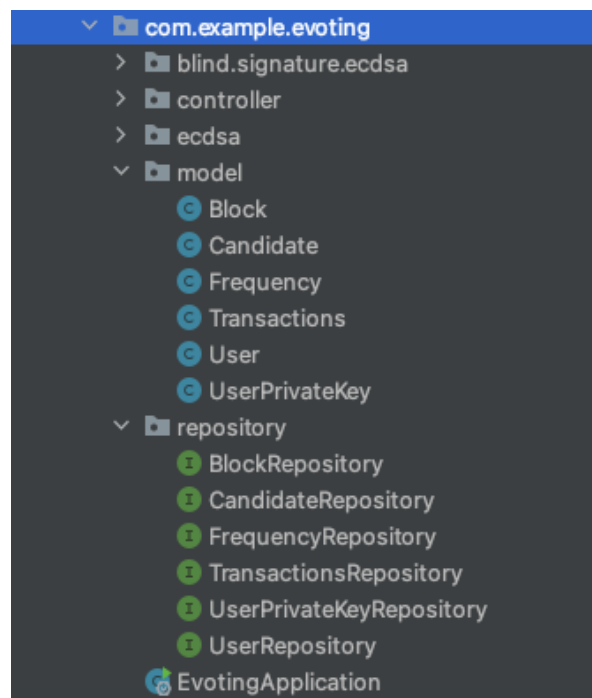 com.example.evoting
blind.signature.ecdsa
controller
ecdsa
model
Block
Candidate
Frequency
Transactions
User
UserPrivateKey
repository
BlockRepository
CandidateRepository
FrequencyRepository
TransactionsRepository
UserPrivateKeyRepository
UserRepository
EvotingApplication